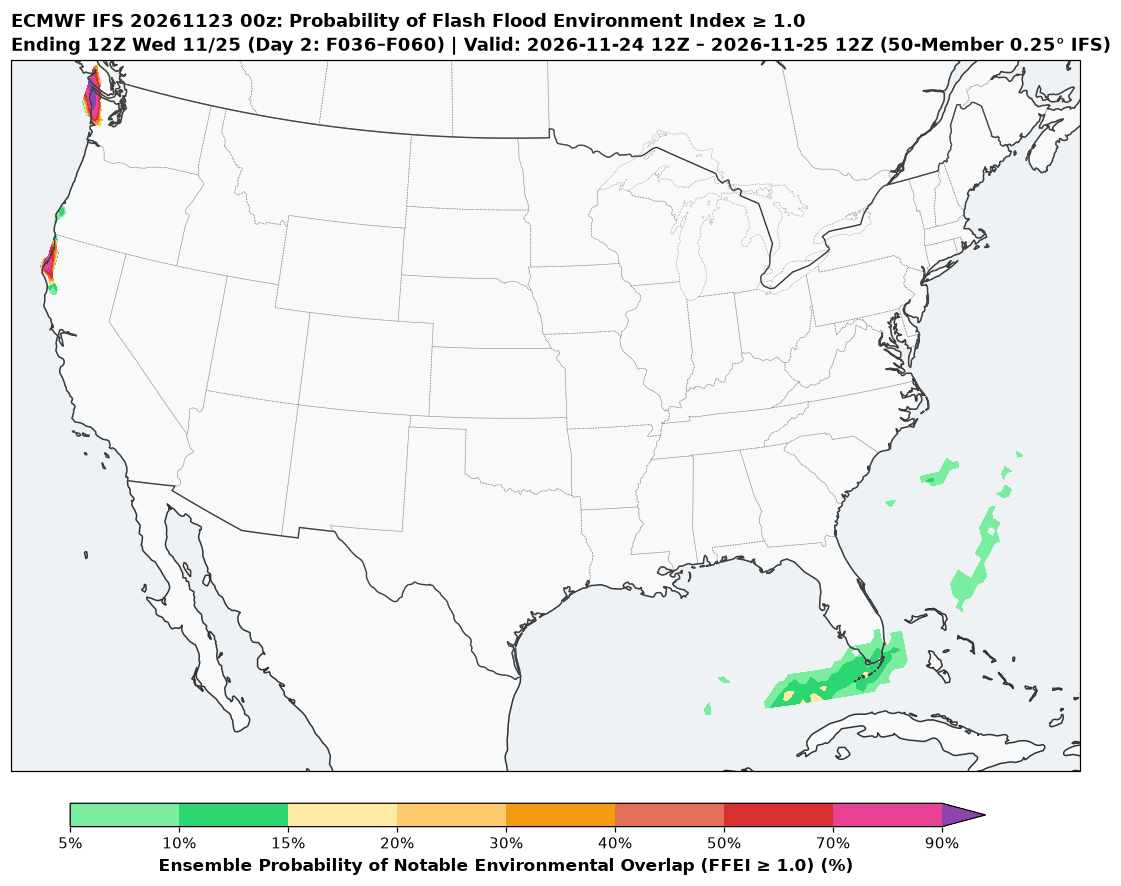 ECMWF IFS 20261123 00z: Probability of Flash Flood Environment Index ≥ 1.0
Ending 12Z Wed 11/25 (Day 2: F036–F060) | Valid: 2026-11-24 12Z – 2026-11-25 12Z (50-Member 0.25° IFS)
5% 10% 15% 20% 30% 40% 50% 70% 90%
Ensemble Probability of Notable Environmental Overlap (FFEI ≥ 1.0) (%)